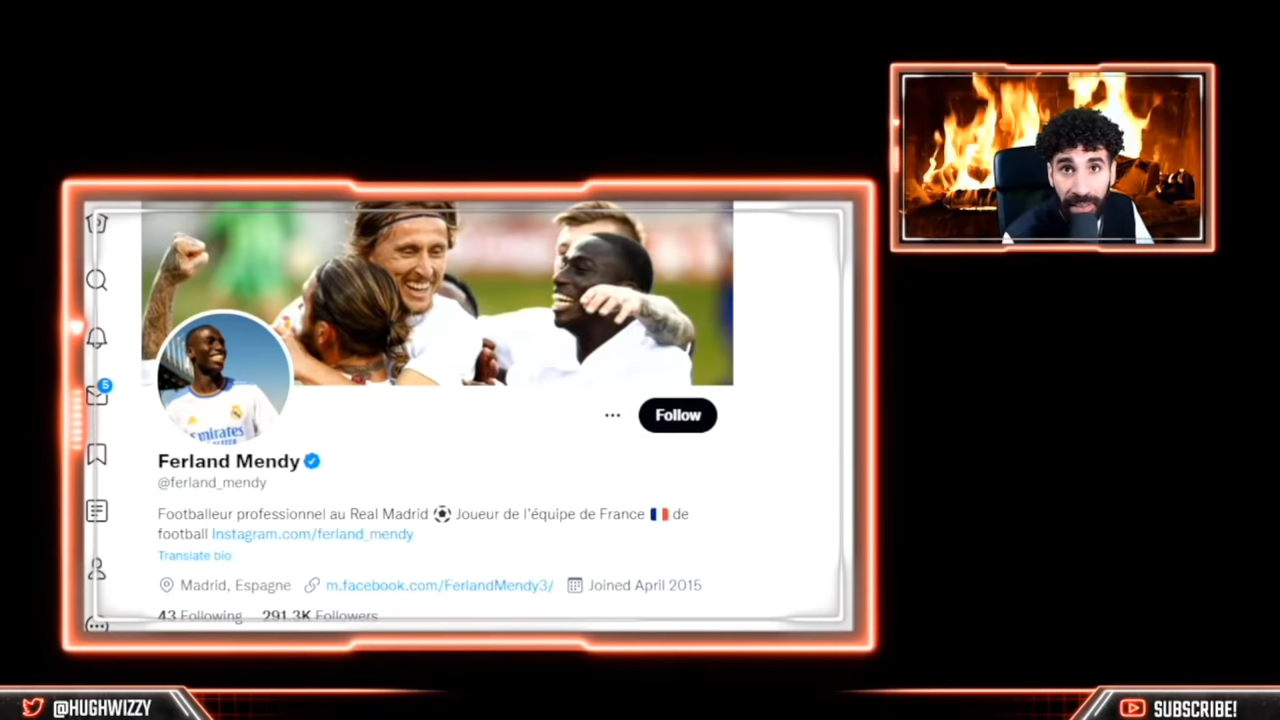 5
Follow
Ferland Mendy
@ferland_mendy
Footballeur professionnel au Real Madrid ⚽ Joueur de l'équipe de France 🇫🇷 de
football Instagram.com/ferland_mendy
Translate bio
Madrid, Espagne m.facebook.com/FerlandMendy3/ Joined April 2015
43 Following 291.3K Followers
@HUGHWIZZY
SUBSCRIBE!